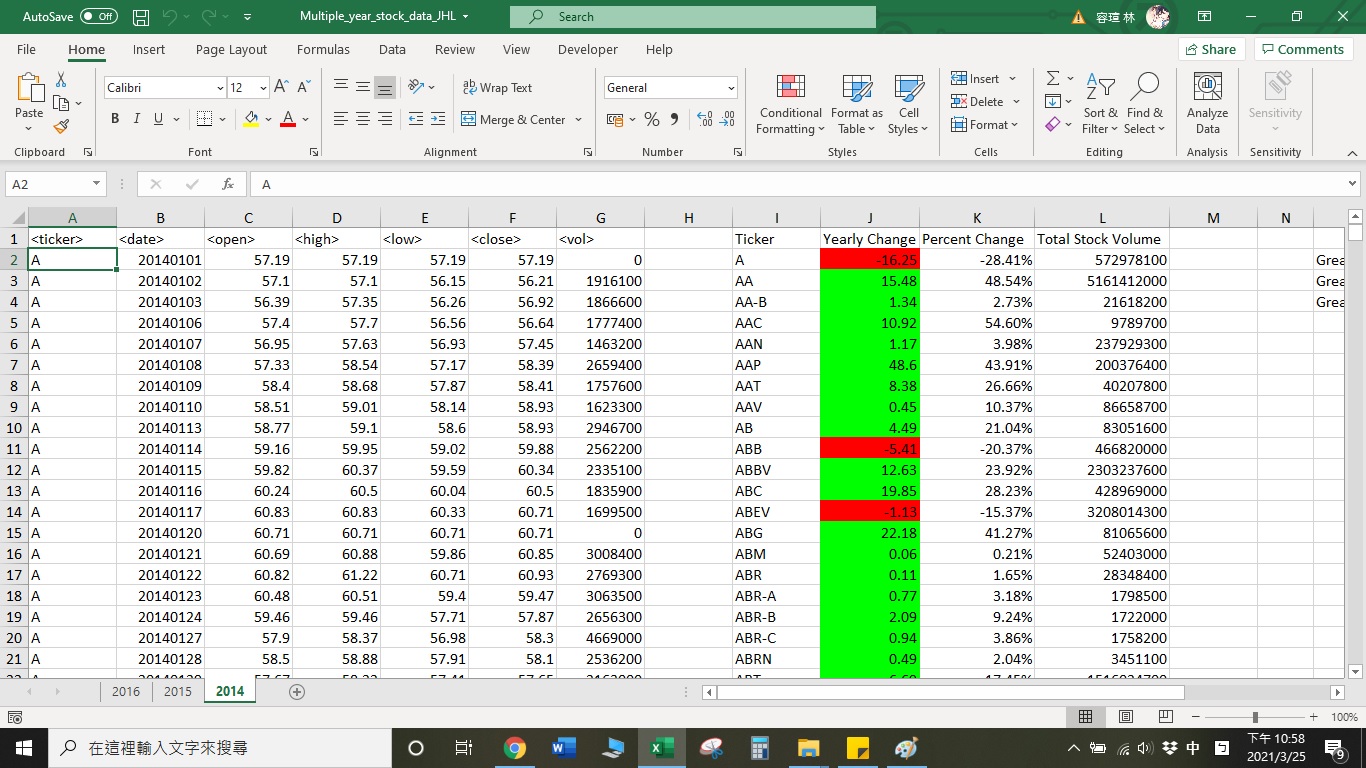 AutoSave Off Multiple_year_stock_data_JHL Search 容瑄 林
File Home Insert Page Layout Formulas Data Review View Developer Help Share Comments
Calibri 12 ab Wrap Text General Insert Σ
Paste Conditional Formatting Format as Table Cell Styles Delete Sort & Filter Find & Select Analyze Data Sensitivity
B I U A Merge & Center % Format
Clipboard Font Alignment Number Styles Cells Editing Analysis Sensitivity
A2 fx A
A B C D E F G H I J K L M N
1 <ticker> <date> <open> <high> <low> <close> <vol> Ticker Yearly Change Percent Change Total Stock Volume
2 A 20140101 57.19 57.19 57.19 57.19 0 A -16.25 -28.41% 572978100 Grea
3 A 20140102 57.1 57.1 56.15 56.21 1916100 AA 15.48 48.54% 5161412000 Grea
4 A 20140103 56.39 57.35 56.26 56.92 1866600 AA-B 1.34 2.73% 21618200 Grea
5 A 20140106 57.4 57.7 56.56 56.64 1777400 AAC 10.92 54.60% 9789700
6 A 20140107 56.95 57.63 56.93 57.45 1463200 AAN 1.17 3.98% 237929300
7 A 20140108 57.33 58.54 57.17 58.39 2659400 AAP 48.6 43.91% 200376400
8 A 20140109 58.4 58.68 57.87 58.41 1757600 AAT 8.38 26.66% 40207800
9 A 20140110 58.51 59.01 58.14 58.93 1623300 AAV 0.45 10.37% 86658700
10 A 20140113 58.77 59.1 58.6 58.93 2946700 AB 4.49 21.04% 83051600
11 A 20140114 59.16 59.95 59.02 59.88 2562200 ABB -5.41 -20.37% 466820000
12 A 20140115 59.82 60.37 59.59 60.34 2335100 ABBV 12.63 23.92% 2303237600
13 A 20140116 60.24 60.5 60.04 60.5 1835900 ABC 19.85 28.23% 428969000
14 A 20140117 60.83 60.83 60.33 60.71 1699500 ABEV -1.13 -15.37% 3208014300
15 A 20140120 60.71 60.71 60.71 60.71 0 ABG 22.18 41.27% 81065600
16 A 20140121 60.69 60.88 59.86 60.85 3008400 ABM 0.06 0.21% 52403000
17 A 20140122 60.82 61.22 60.71 60.93 2769300 ABR 0.11 1.65% 28348400
18 A 20140123 60.48 60.51 59.4 59.47 3063500 ABR-A 0.77 3.18% 1798500
19 A 20140124 59.46 59.46 57.71 57.87 2656300 ABR-B 2.09 9.24% 1722000
20 A 20140127 57.9 58.37 56.98 58.3 4669000 ABR-C 0.94 3.86% 1758200
21 A 20140128 58.5 58.88 57.91 58.1 2536200 ABRN 0.49 2.04% 3451100
2016 2015 2014
100%
在這裡輸入文字來搜尋 中 下午 10:58
2021/3/25 9